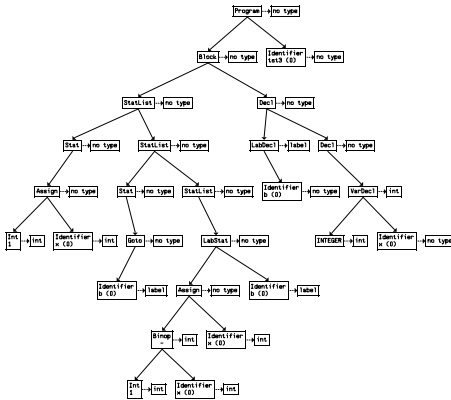 Program no type
Block no type Identifier no type
tst3 (0)
StatList no type Decl no type
Stat no type StatList no type LabDecl label Decl no type
Assign no type Stat no type StatList no type Identifier no type VarDecl int
b (0)
Int int Identifier int Goto no type LabStat no type INTEGER int Identifier no type
1 x (0) x (0)
Identifier label Assign no type Identifier label
b (0) b (0)
Binop int Identifier int
- x (0)
Int int Identifier int
1 x (0)